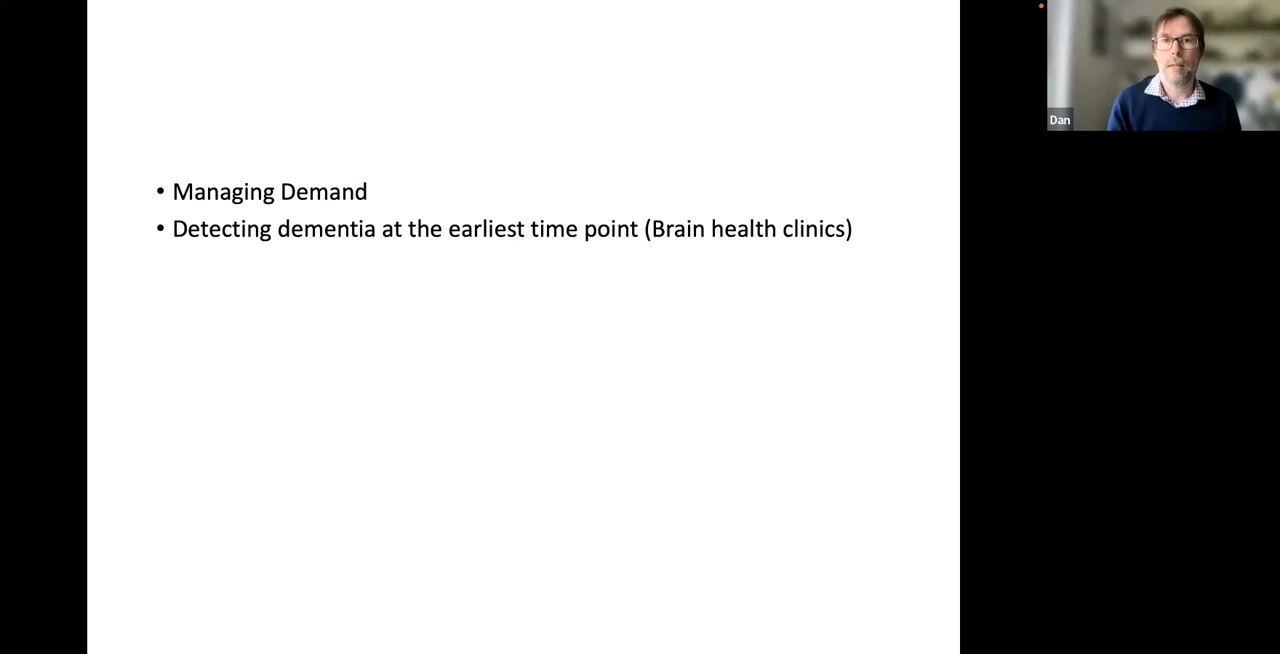 • Managing Demand
• Detecting dementia at the earliest time point (Brain health clinics)
Dan